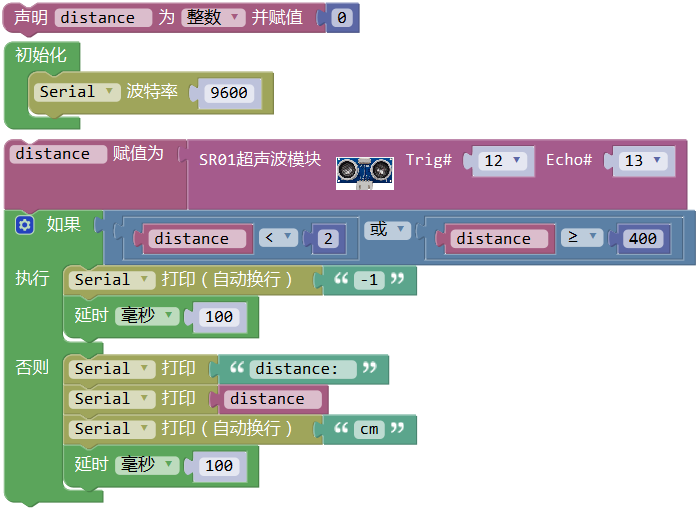 声明 distance 为 整数 并赋值 0
初始化
Serial 波特率 9600
distance 赋值为 SR01超声波模块 Trig# 12 Echo# 13
如果 distance < 2 或 distance ≥ 400
执行 Serial 打印（自动换行） “ -1 ”
延时 毫秒 100
否则 Serial 打印 “ distance: ”
Serial 打印 distance
Serial 打印（自动换行） “ cm ”
延时 毫秒 100